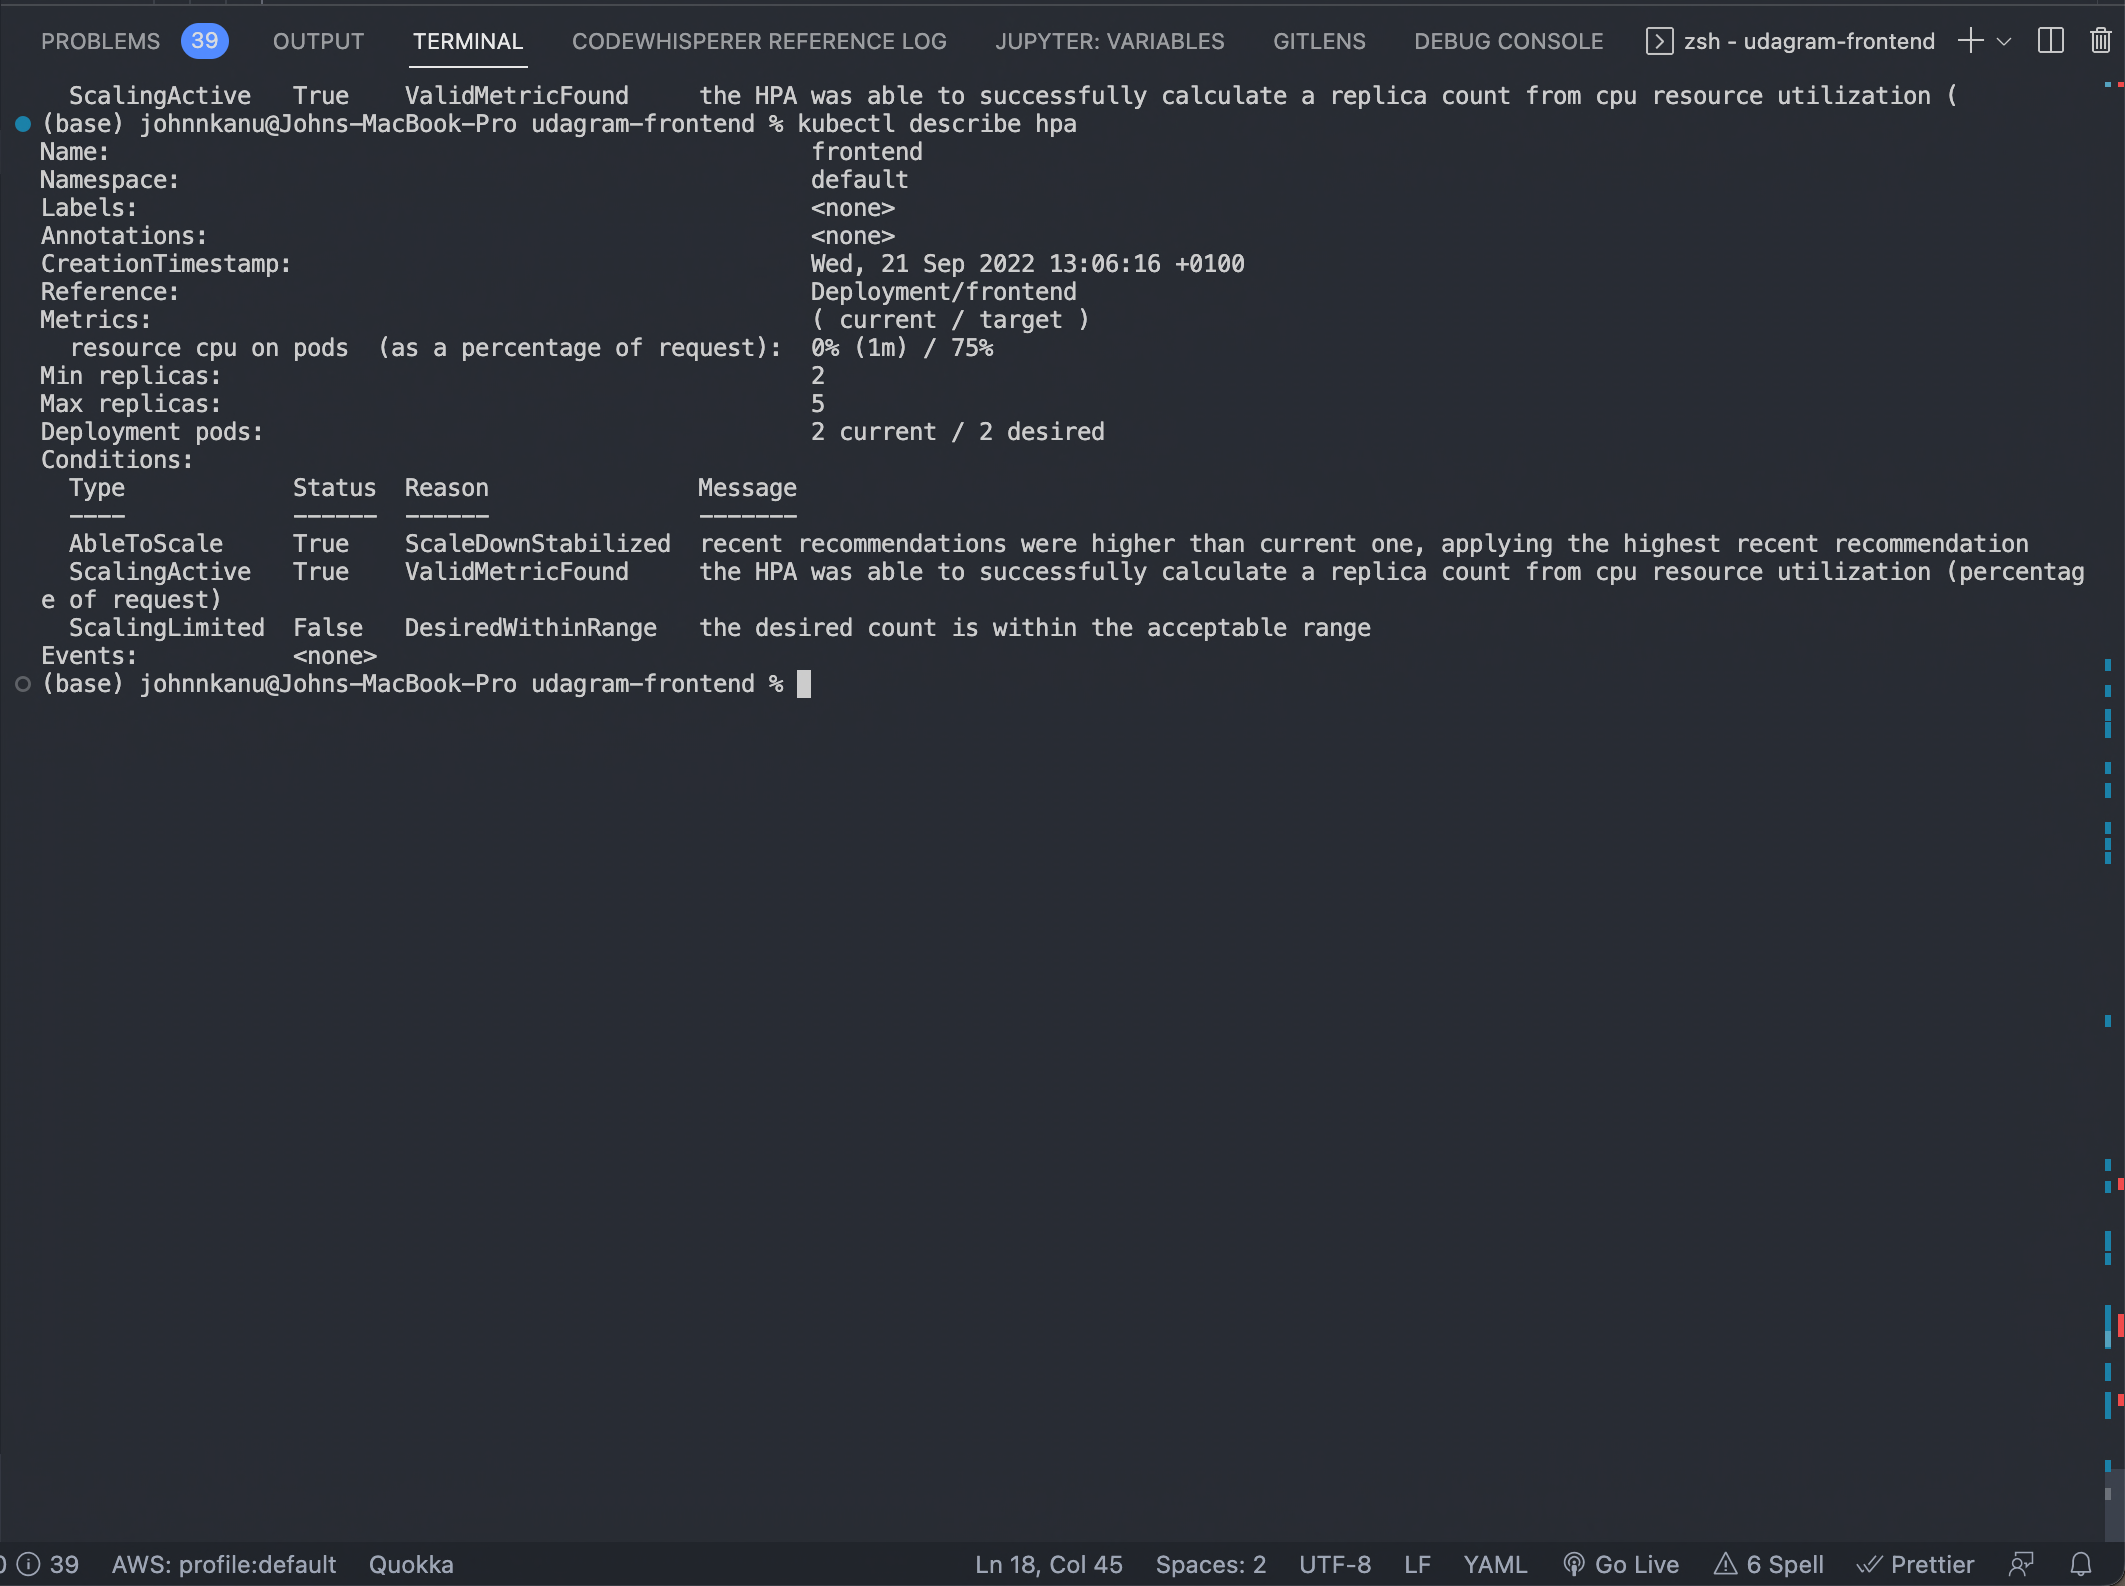 PROBLEMS 39 OUTPUT TERMINAL CODEWHISPERER REFERENCE LOG JUPYTER: VARIABLES GITLENS DEBUG CONSOLE zsh - udagram-frontend
ScalingActive True ValidMetricFound the HPA was able to successfully calculate a replica count from cpu resource utilization (
(base) johnnkanu@Johns-MacBook-Pro udagram-frontend % kubectl describe hpa
Name: frontend
Namespace: default
Labels: <none>
Annotations: <none>
CreationTimestamp: Wed, 21 Sep 2022 13:06:16 +0100
Reference: Deployment/frontend
Metrics: ( current / target )
resource cpu on pods (as a percentage of request): 0% (1m) / 75%
Min replicas: 2
Max replicas: 5
Deployment pods: 2 current / 2 desired
Conditions:
Type Status Reason Message
---- ------ ------ -------
AbleToScale True ScaleDownStabilized recent recommendations were higher than current one, applying the highest recent recommendation
ScalingActive True ValidMetricFound the HPA was able to successfully calculate a replica count from cpu resource utilization (percentag
e of request)
ScalingLimited False DesiredWithinRange the desired count is within the acceptable range
Events: <none>
(base) johnnkanu@Johns-MacBook-Pro udagram-frontend %
39 AWS: profile:default Quokka Ln 18, Col 45 Spaces: 2 UTF-8 LF YAML Go Live 6 Spell Prettier